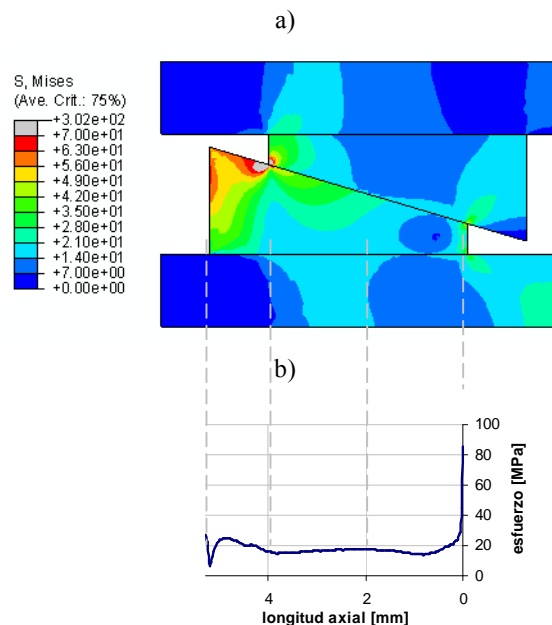 a)
S, Mises
(Ave. Crit.: 75%)
+3.02e+02
+7.00e+01
+6.30e+01
+5.60e+01
+4.90e+01
+4.20e+01
+3.50e+01
+2.80e+01
+2.10e+01
+1.40e+01
+7.00e+00
+0.00e+00
b)
100
80
60
40
20
0
esfuerzo [MPa]
4 2 0
longitud axial [mm]